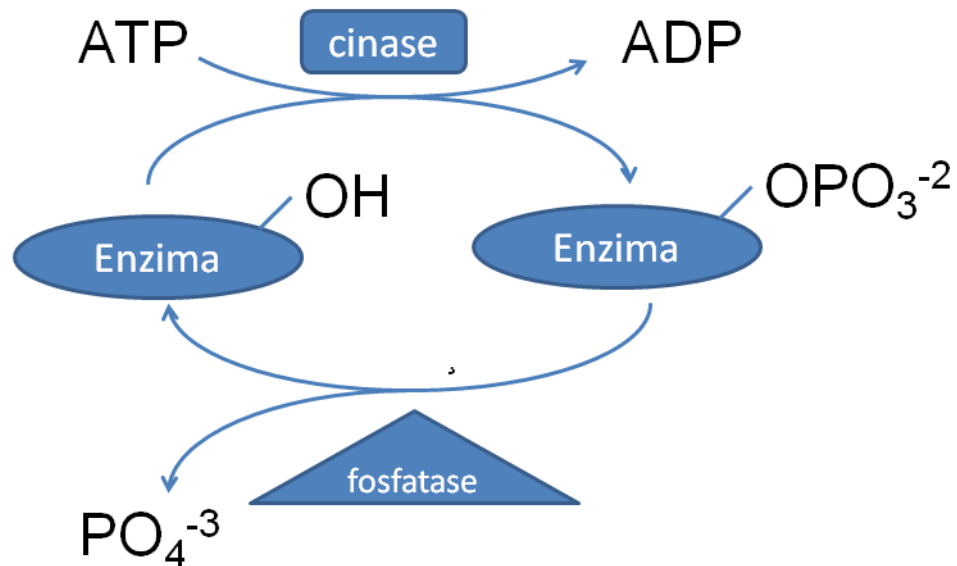 ATP
cinase
ADP
OH
OPO₃⁻²
Enzima
Enzima
¸
fosfatase
PO₄⁻³